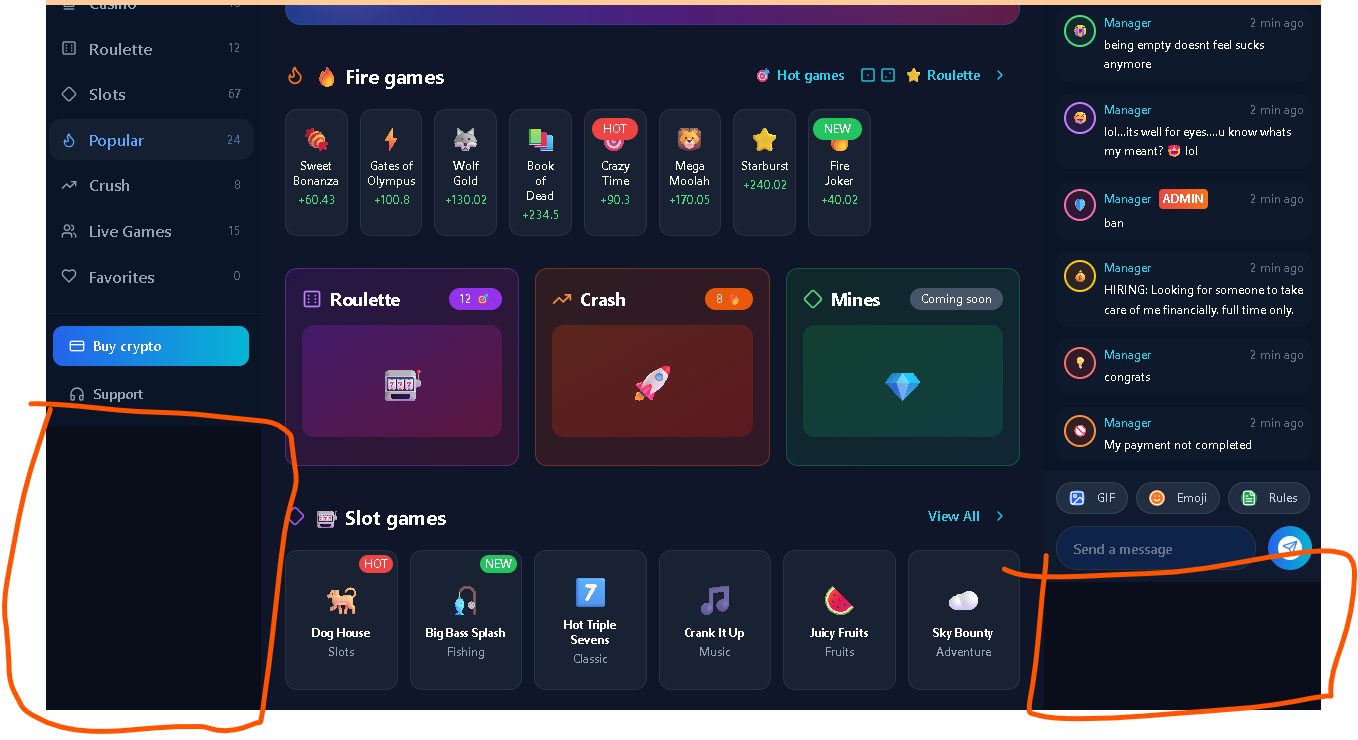 Roulette 12
Slots 67
Popular 24
Crush 8
Live Games 15
Favorites 0
Buy crypto
Support
Fire games
Hot games
Roulette
Sweet
Bonanza
+60.43
Gates of
Olympus
+100.8
Wolf
Gold
+130.02
Book
of
Dead
+234.5
HOT
Crazy
Time
+90.3
Mega
Moolah
+170.05
Starburst
+240.02
NEW
Fire
Joker
+40.02
Roulette 12
Crash 8
Mines Coming soon
Slot games View All
HOT
Dog House
Slots
NEW
Big Bass Splash
Fishing
7
Hot Triple
Sevens
Classic
Crank It Up
Music
Juicy Fruits
Fruits
Sky Bounty
Adventure
Manager 2 min ago
being empty doesnt feel sucks
anymore
Manager 2 min ago
lol...its well for eyes....u know whats
my meant? 😍 lol
Manager ADMIN 2 min ago
ban
Manager 2 min ago
HIRING: Looking for someone to take
care of me financially. full time only.
Manager 2 min ago
congrats
Manager 2 min ago
My payment not completed
GIF Emoji Rules
Send a message